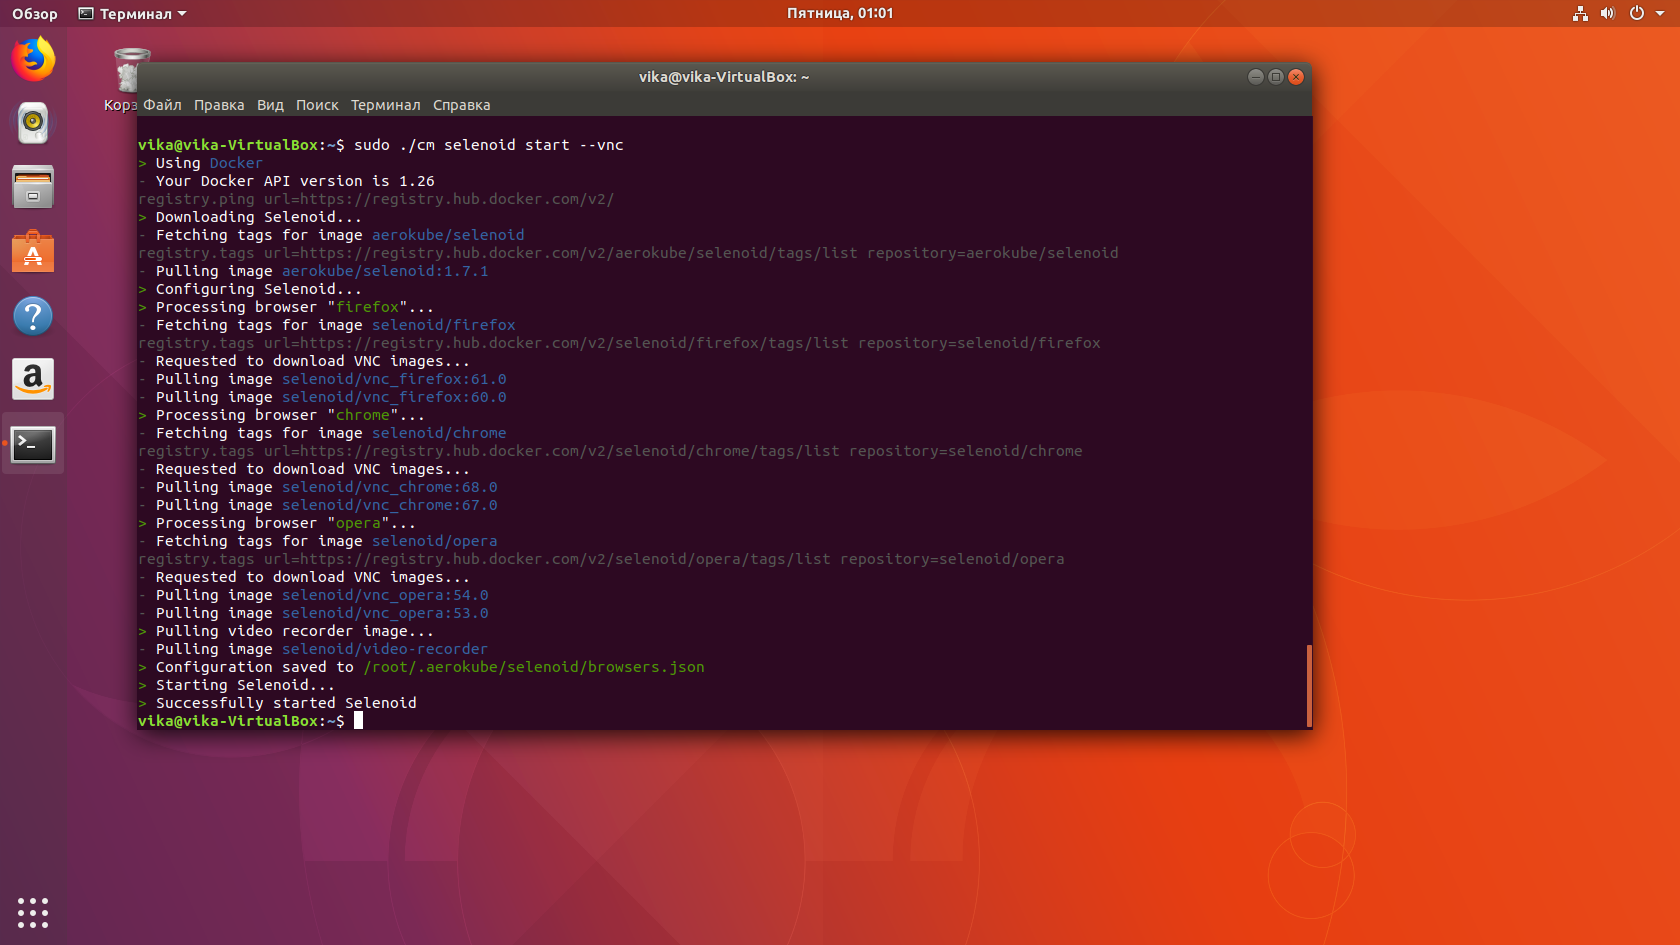 Обзор
Терминал
Пятница, 01:01
Корз
vika@vika-VirtualBox: ~
Файл Правка Вид Поиск Терминал Справка
vika@vika-VirtualBox:~$ sudo ./cm selenoid start --vnc
> Using Docker
- Your Docker API version is 1.26
registry.ping url=https://registry.hub.docker.com/v2/
> Downloading Selenoid...
- Fetching tags for image aerokube/selenoid
registry.tags url=https://registry.hub.docker.com/v2/aerokube/selenoid/tags/list repository=aerokube/selenoid
- Pulling image aerokube/selenoid:1.7.1
> Configuring Selenoid...
> Processing browser "firefox"...
- Fetching tags for image selenoid/firefox
registry.tags url=https://registry.hub.docker.com/v2/selenoid/firefox/tags/list repository=selenoid/firefox
- Requested to download VNC images...
- Pulling image selenoid/vnc_firefox:61.0
- Pulling image selenoid/vnc_firefox:60.0
> Processing browser "chrome"...
- Fetching tags for image selenoid/chrome
registry.tags url=https://registry.hub.docker.com/v2/selenoid/chrome/tags/list repository=selenoid/chrome
- Requested to download VNC images...
- Pulling image selenoid/vnc_chrome:68.0
- Pulling image selenoid/vnc_chrome:67.0
> Processing browser "opera"...
- Fetching tags for image selenoid/opera
registry.tags url=https://registry.hub.docker.com/v2/selenoid/opera/tags/list repository=selenoid/opera
- Requested to download VNC images...
- Pulling image selenoid/vnc_opera:54.0
- Pulling image selenoid/vnc_opera:53.0
> Pulling video recorder image...
- Pulling image selenoid/video-recorder
> Configuration saved to /root/.aerokube/selenoid/browsers.json
> Starting Selenoid...
> Successfully started Selenoid
vika@vika-VirtualBox:~$